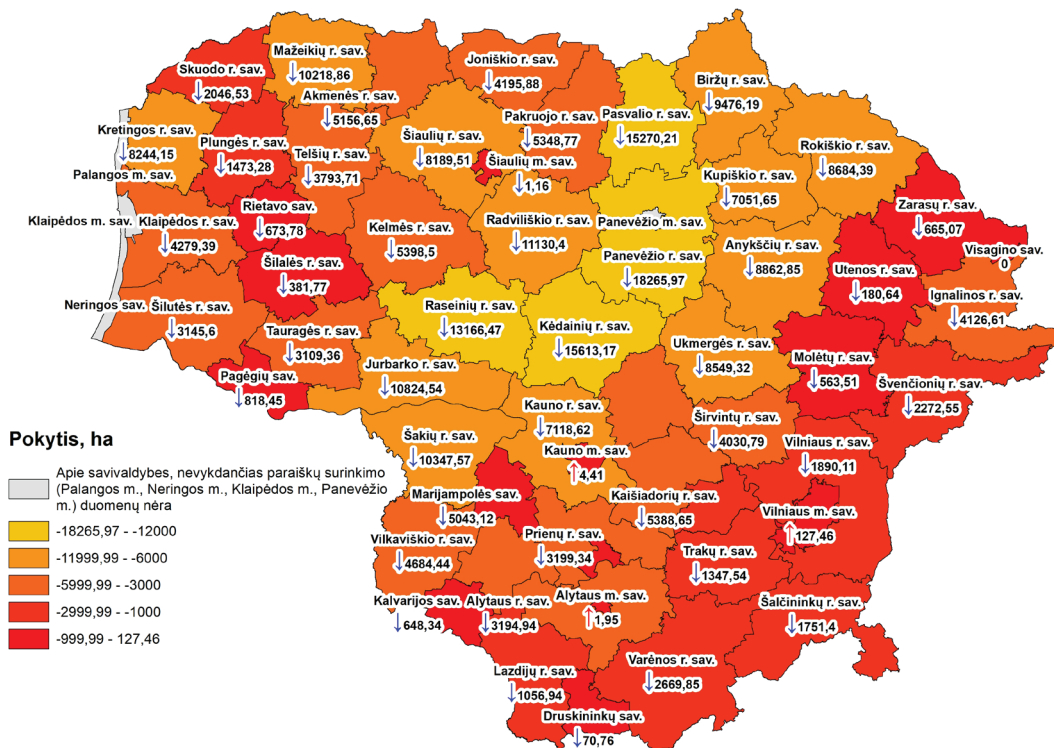 Mažeikių r. sav.
↓10218,86
Skuodo r. sav.
↓2046,53
Joniškio r. sav.
↓4195,88
Akmenės r. sav.
↓5156,65
Biržų r. sav.
↓9476,19
Pasvalio r. sav.
↓15270,21
Pakruojo r. sav.
↓5348,77
Kretingos r. sav.
↓8244,15
Plungės r. sav.
↓1473,28
Šiaulių r. sav.
↓8189,51
Telšių r. sav.
↓3793,71
Šiaulių m. sav.
↓1,16
Rokiškio r. sav.
↓8684,39
Palangos m. sav.
Kupiškio r. sav.
↓7051,65
Rietavo sav.
↓673,78
Zarasų r. sav.
↓665,07
Klaipėdos m. sav.
Klaipėdos r. sav.
↓4279,39
Kelmės r. sav.
↓5398,5
Radviliškio r. sav.
↓11130,4
Panevėžio m. sav.
Anykščių r. sav.
↓8862,85
Visagino sav.
0
Šilalės r. sav.
↓381,77
Panevėžio r. sav.
↓18265,97
Utenos r. sav.
↓180,64
Neringos sav.
Šilutės r. sav.
↓3145,6
Raseinių r. sav.
↓13166,47
Ignalinos r. sav.
↓4126,61
Tauragės r. sav.
↓3109,36
Kėdainių r. sav.
↓15613,17
Ukmergės r. sav.
↓8549,32
Molėtų r. sav.
↓563,51
Jurbarko r. sav.
↓10824,54
Pagėgių sav.
↓818,45
Švenčionių r. sav.
↓2272,55
Kauno r. sav.
↓7118,62
Širvintų r. sav.
↓4030,79
Šakių r. sav.
↓10347,57
Kauno m. sav.
↑4,41
Vilniaus r. sav.
↓1890,11
Pokytis, ha
Apie savivaldybes, nevykdančias paraiškų surinkimo
(Palangos m., Neringos m., Klaipėdos m., Panevėžio
m.) duomenų nėra
-18265,97 - -12000
-11999,99 - -6000
-5999,99 - -3000
-2999,99 - -1000
-999,99 - 127,46
Marijampolės sav.
↓5043,12
Kaišiadorių r. sav.
↓5388,65
Vilniaus m. sav.
↑127,46
Vilkaviškio r. sav.
↓4684,44
Prienų r. sav.
↓3199,34
Trakų r. sav.
↓1347,54
Kalvarijos sav.
↓648,34
Alytaus r. sav.
↓3194,94
Alytaus m. sav.
↑1,95
Šalčininkų r. sav.
↓1751,4
Lazdijų r. sav.
↓1056,94
Varėnos r. sav.
↓2669,85
Druskininkų sav.
↓70,76